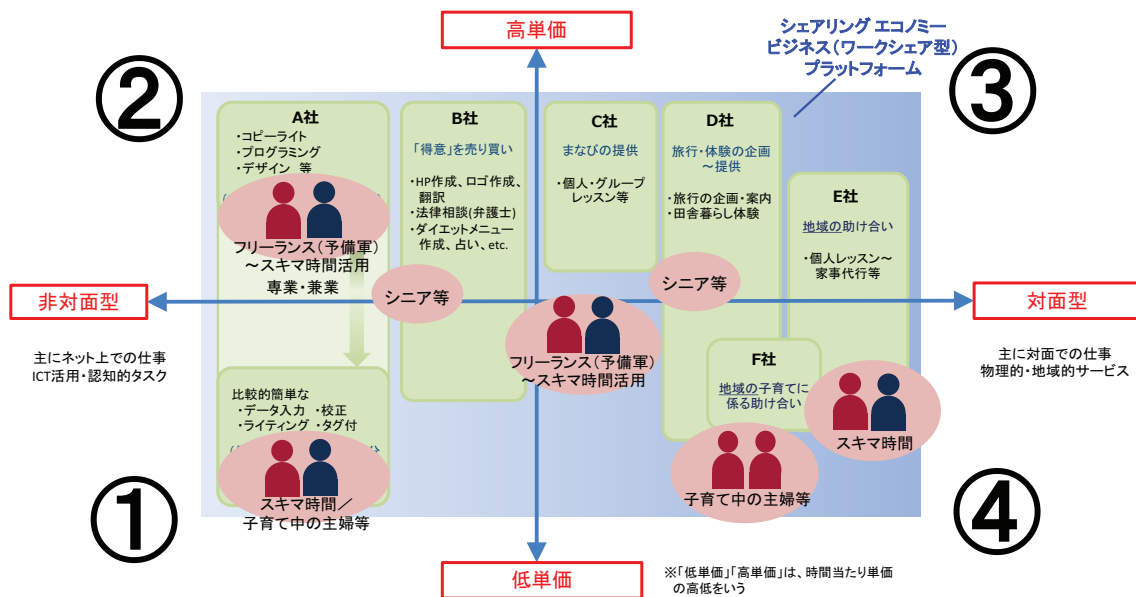 高単価
シェアリング エコノミー
ビジネス(ワークシェア型)
プラットフォーム
②
③
A社
・コピーライト
・プログラミング
・デザイン 等
フリーランス(予備軍)
～スキマ時間活用
専業・兼業
B社
「得意」を売り買い
・HP作成、ロゴ作成、
翻訳
・法律相談(弁護士)
・ダイエットメニュー
作成、占い、etc.
C社
まなびの提供
・個人・グループ
レッスン等
D社
旅行・体験の企画
～提供
・旅行の企画・案内
・田舎暮らし体験
E社
地域の助け合い
・個人レッスン～
家事代行等
シニア等
シニア等
非対面型
対面型
主にネット上での仕事
ICT活用・認知的タスク
フリーランス(予備軍)
～スキマ時間活用
主に対面での仕事
物理的・地域的サービス
比較的簡単な
・データ入力 ・校正
・ライティング ・タグ付
スキマ時間／
子育て中の主婦等
F社
地域の子育てに
係る助け合い
スキマ時間
子育て中の主婦等
①
④
低単価
※「低単価」「高単価」は、時間当たり単価
の高低をいう